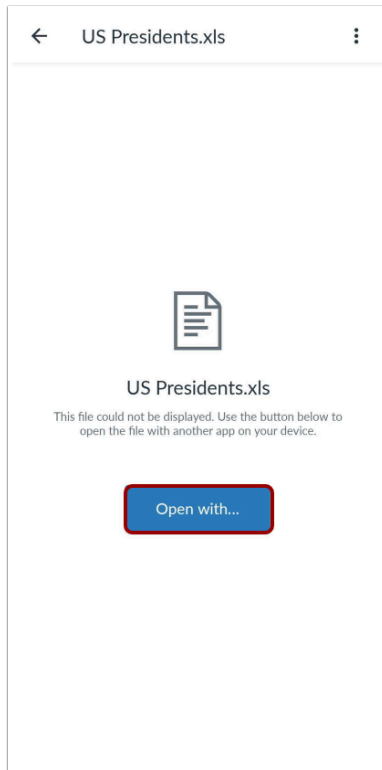 US Presidents.xls
US Presidents.xls
This file could not be displayed. Use the button below to
open the file with another app on your device.
Open with...